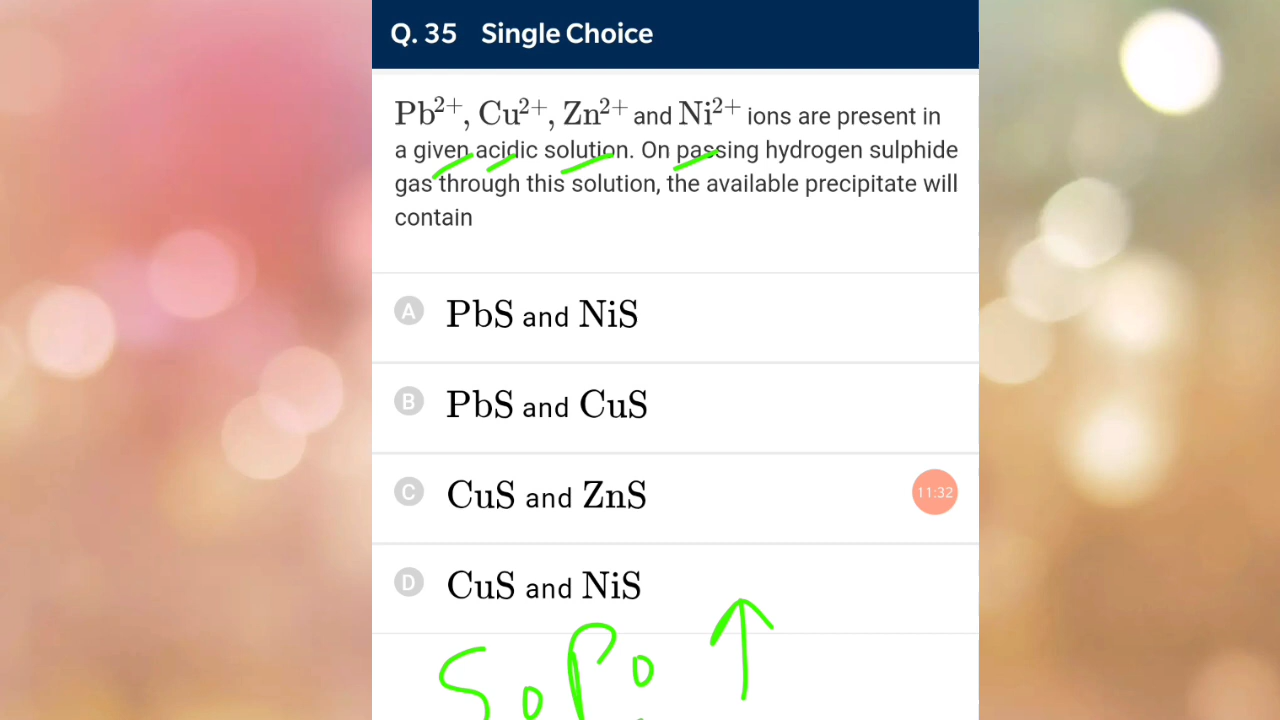 Q. 35 Single Choice
Pb²⁺, Cu²⁺, Zn²⁺ and Ni²⁺ ions are present in
a given acidic solution. On passing hydrogen sulphide
gas through this solution, the available precipitate will
contain
A PbS and NiS
B PbS and CuS
C CuS and ZnS
11:32
D CuS and NiS
SoPo ↑